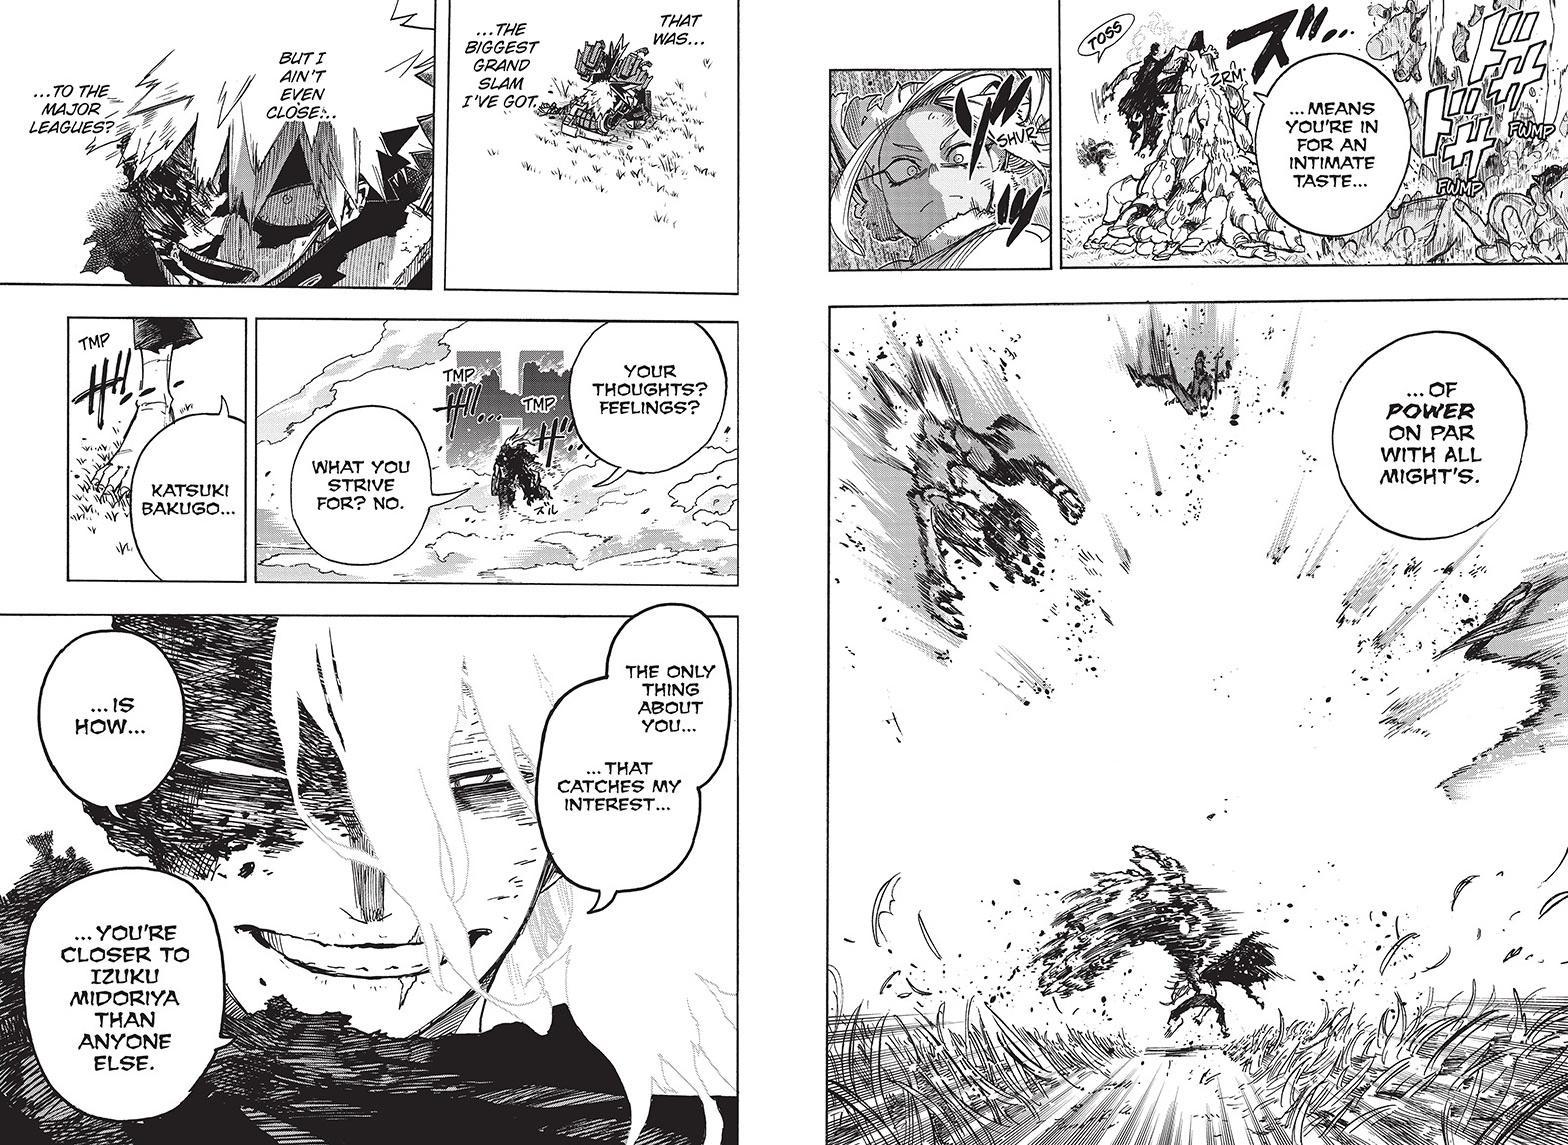 TOSS
ズ...
ZRM
FWMP
FWMP
...MEANS
YOU'RE IN
FOR AN
INTIMATE
TASTE...
SHVR
...OF
POWER
ON PAR
WITH ALL
MIGHT'S.
THAT
WAS...
...THE
BIGGEST
GRAND
SLAM
I'VE GOT.
BUT I
AIN'T
EVEN
CLOSE...
...TO THE
MAJOR
LEAGUES?
YOUR
THOUGHTS?
FEELINGS?
TMP
TMP
ズル
WHAT YOU
STRIVE
FOR? NO.
TMP
KATSUKI
BAKUGO...
THE ONLY
THING
ABOUT
YOU...
...THAT
CATCHES MY
INTEREST...
...IS
HOW...
...YOU'RE
CLOSER TO
IZUKU
MIDORIYA
THAN
ANYONE
ELSE.